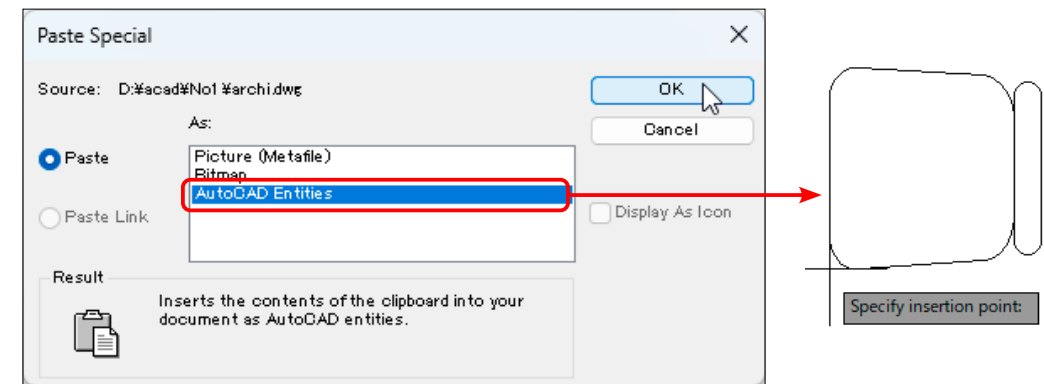 Paste Special
Source: D:¥acad¥No1 ¥archi.dwg
OK
As:
Cancel
Paste
Picture (Metafile)
Bitmap
AutoCAD Entities
Paste Link
Display As Icon
Result
Inserts the contents of the clipboard into your
document as AutoCAD entities.
Specify insertion point: